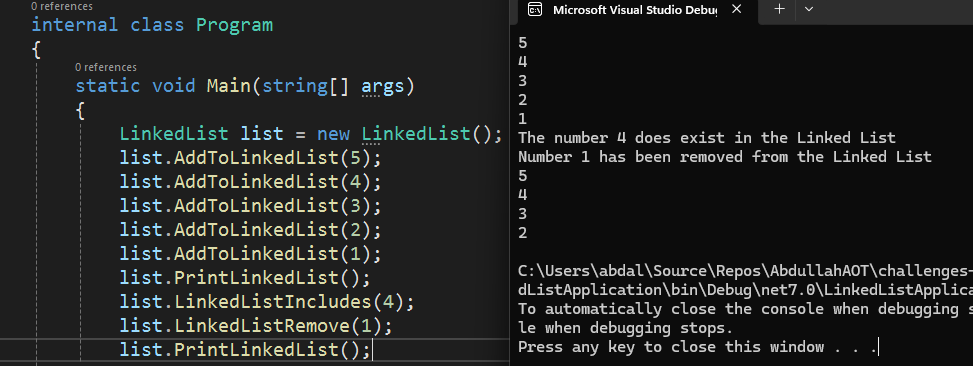 0 references
internal class Program
{
0 references
static void Main(string[] args)
{
LinkedList list = new LinkedList();
list.AddToLinkedList(5);
list.AddToLinkedList(4);
list.AddToLinkedList(3);
list.AddToLinkedList(2);
list.AddToLinkedList(1);
list.PrintLinkedList();
list.LinkedListIncludes(4);
list.LinkedListRemove(1);
list.PrintLinkedList();
Microsoft Visual Studio Debu
5
4
3
2
1
The number 4 does exist in the Linked List
Number 1 has been removed from the Linked List
5
4
3
2
C:\Users\abdal\Source\Repos\AbdullahAOT\challenges-
dListApplication\bin\Debug\net7.0\LinkedListApplica
To automatically close the console when debugging s
le when debugging stops.
Press any key to close this window . . .